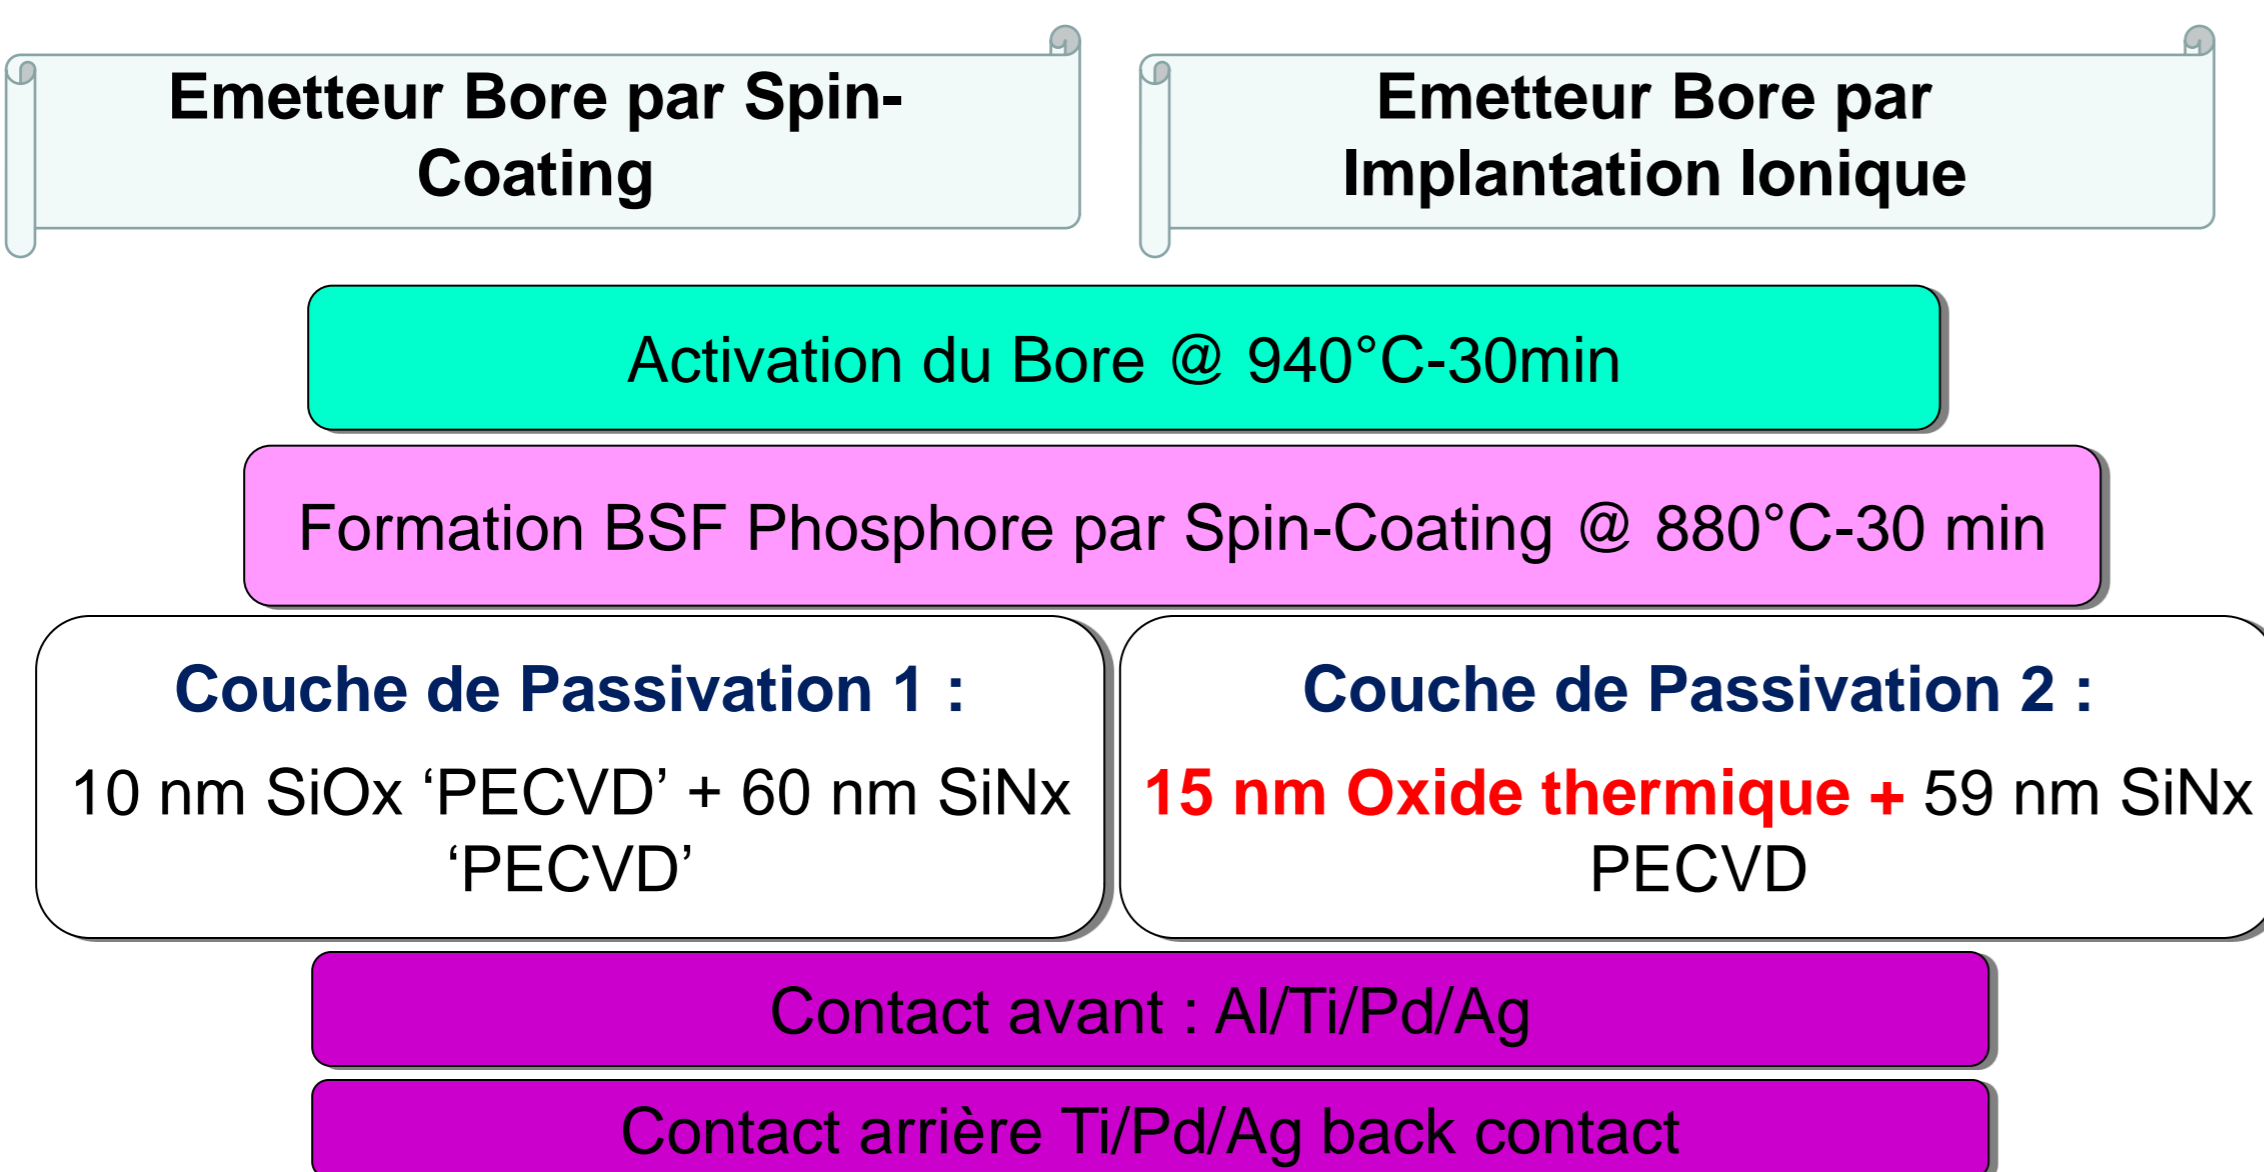 Emetteur Bore par Spin-
Coating
Emetteur Bore par
Implantation Ionique
Activation du Bore @ 940°C-30min
Formation BSF Phosphore par Spin-Coating @ 880°C-30 min
Couche de Passivation 1 :
10 nm SiOx ‘PECVD’ + 60 nm SiNx
‘PECVD’
Couche de Passivation 2 :
15 nm Oxide thermique + 59 nm SiNx
PECVD
Contact avant : Al/Ti/Pd/Ag
Contact arrière Ti/Pd/Ag back contact